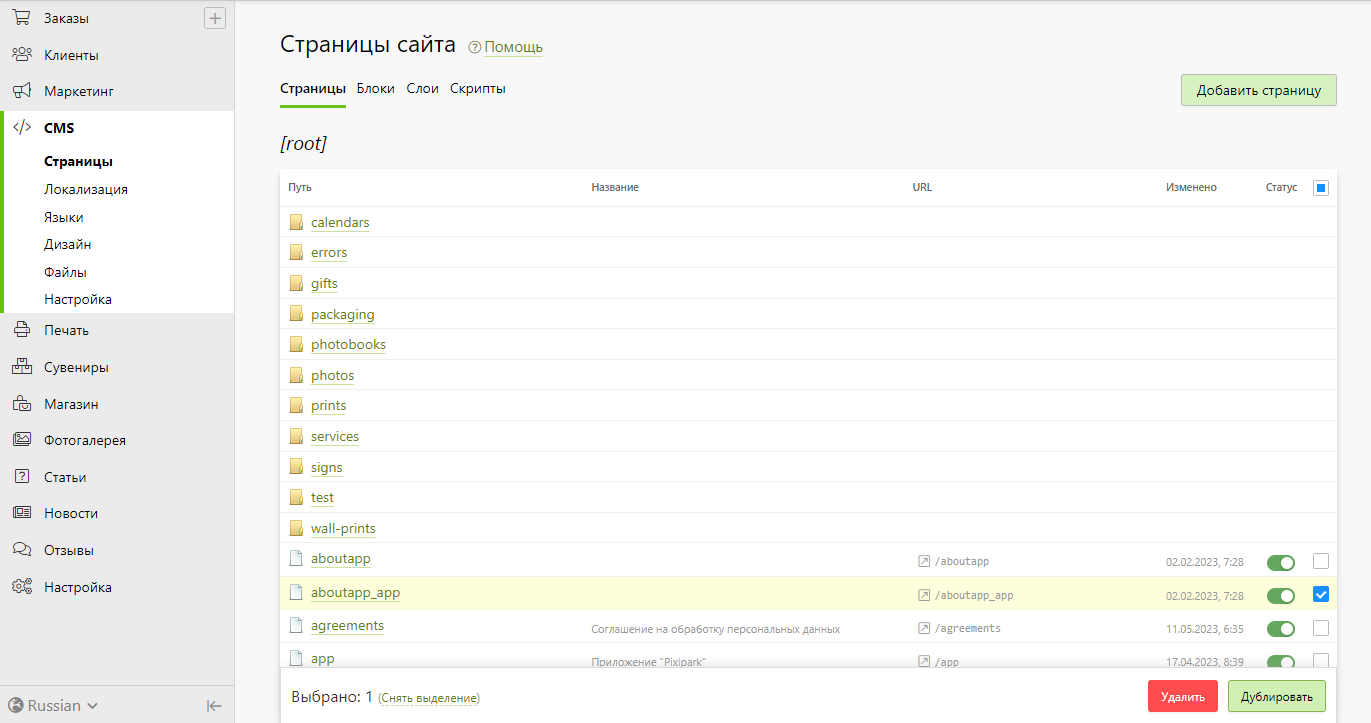 Заказы
Клиенты
Маркетинг
CMS
Страницы
Локализация
Языки
Дизайн
Файлы
Настройка
Печать
Сувениры
Магазин
Фотогалерея
Статьи
Новости
Отзывы
Настройка
Russian
Страницы сайта Помощь
Страницы Блоки Слои Скрипты
Добавить страницу
[root]
Путь Название URL Изменено Статус
calendars
errors
gifts
packaging
photobooks
photos
prints
services
signs
test
wall-prints
aboutapp /aboutapp 02.02.2023, 7:28
aboutapp_app /aboutapp_app 02.02.2023, 7:28
agreements Соглашение на обработку персональных данных /agreements 11.05.2023, 6:35
app Приложение "Pixlpark" /app 17.04.2023, 8:39
Выбрано: 1 (Снять выделение) Удалить Дублировать